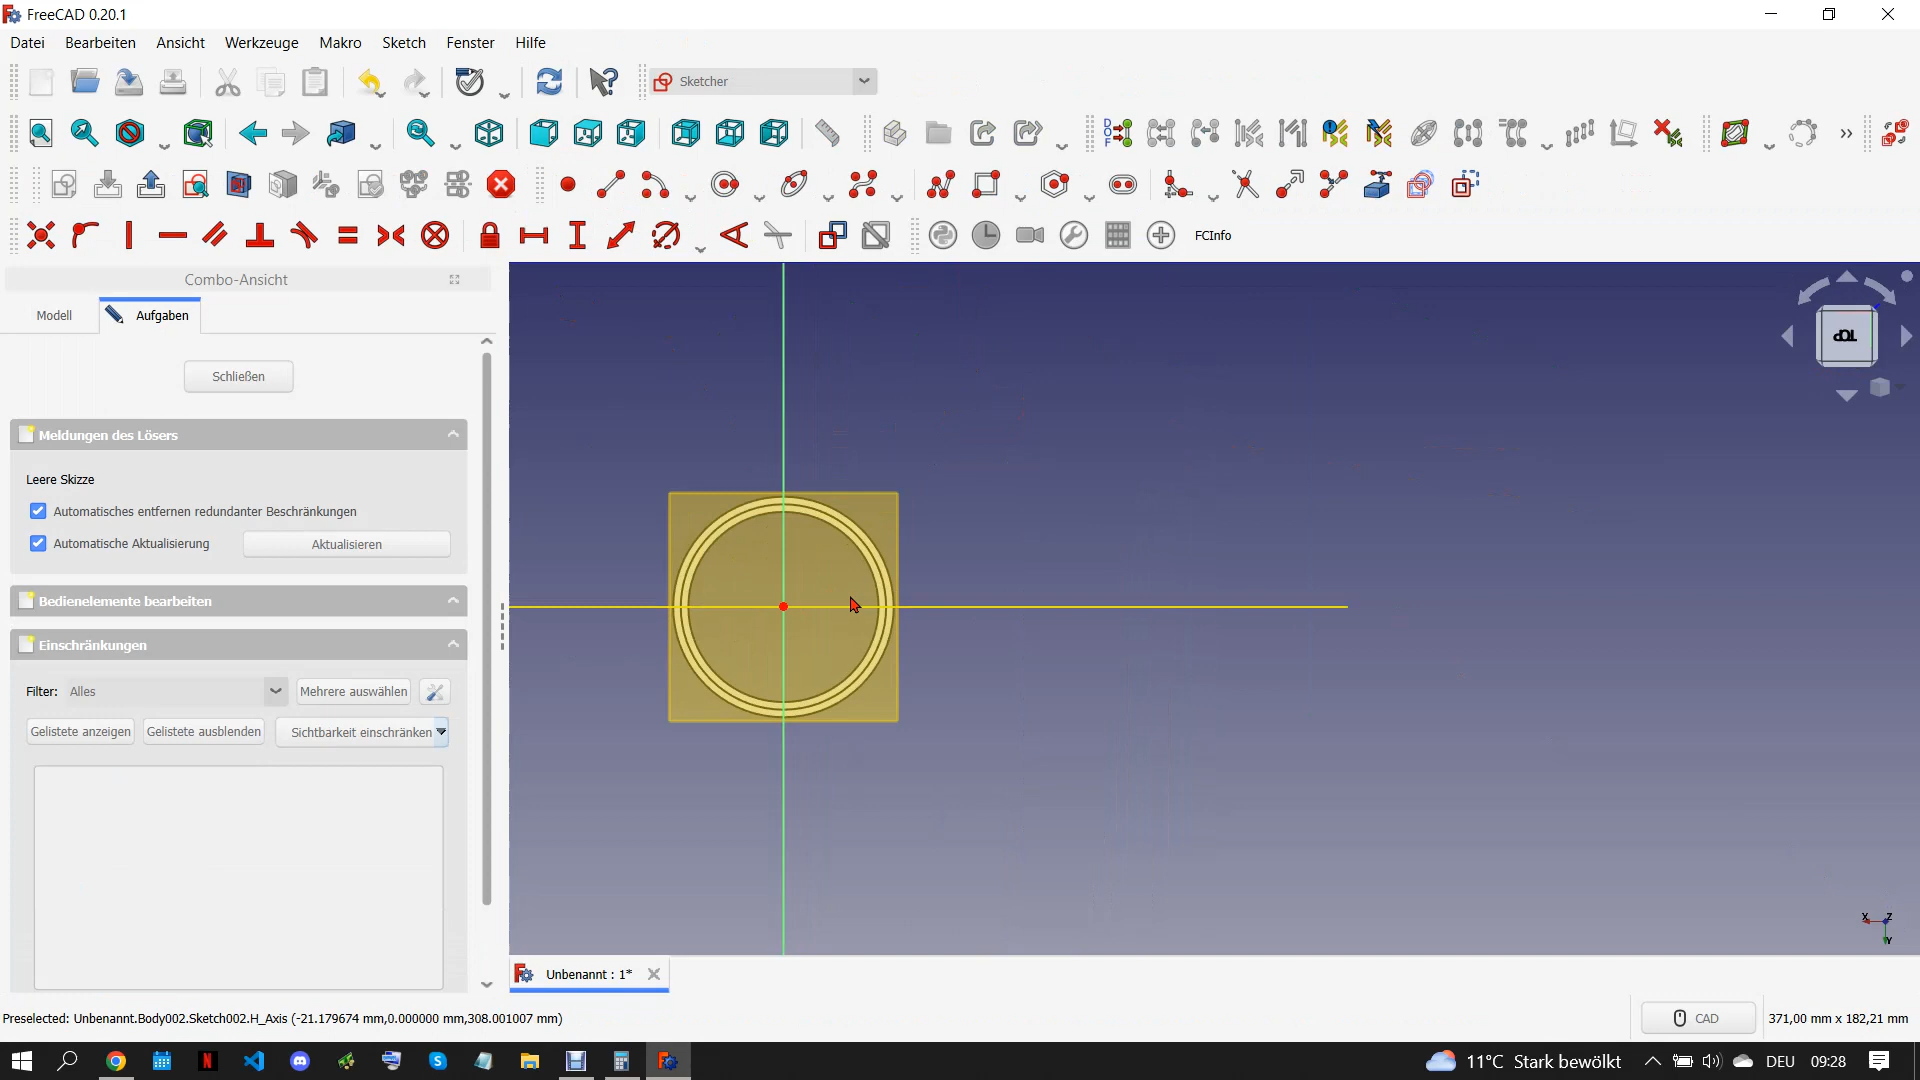 FreeCAD 0.20.1
Datei Bearbeiten Ansicht Werkzeuge Makro Sketch Fenster Hilfe
Sketcher
FCInfo
Combo-Ansicht
Modell Aufgaben
Schließen
Meldungen des Lösers
Leere Skizze
Automatisches entfernen redundanter Beschränkungen
Automatische Aktualisierung Aktualisieren
Bedienelemente bearbeiten
Einschränkungen
Filter: Alles Mehrere auswählen
Gelistete anzeigen Gelistete ausblenden Sichtbarkeit einschränken
TOP
X Z
Y
Unbenannt : 1*
Preselected: Unbenannt.Body002.Sketch002.H_Axis (-21.179674 mm,0.000000 mm,308.001007 mm)
CAD 371,00 mm x 182,21 mm
11°C Stark bewölkt DEU 09:28